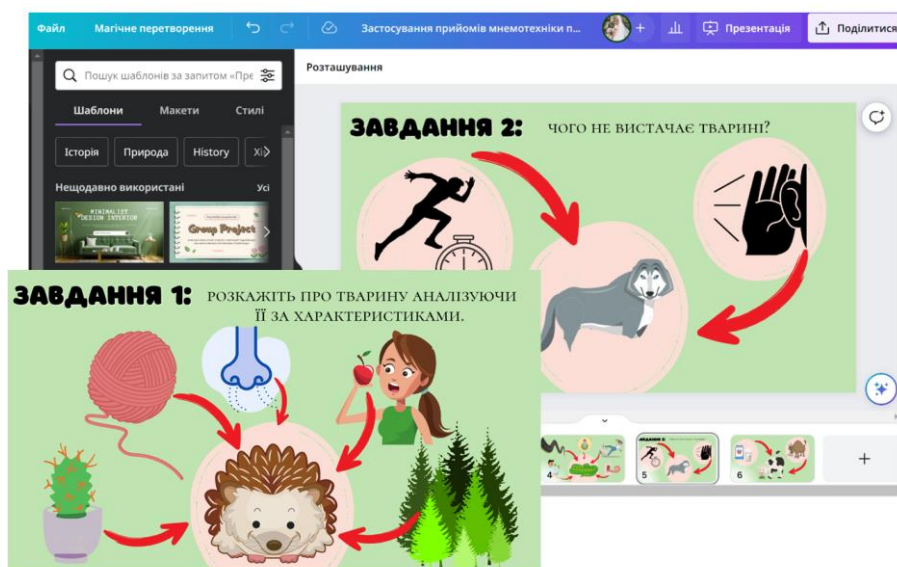 Файл
Магічне перетворення
Застосування прийомів мнемотехніки п...
+
Презентація
Поділитися
Пошук шаблонів за запитом «Пре
Шаблони
Макети
Стилі
Історія
Природа
History
Нещодавно використані
Усі
MINIMALIST
DESIGN INTERIOR
Group Project
Розташування
ЗАВДАННЯ 2:
ЧОГО НЕ ВИСТАЧАЄ ТВАРИНІ?
ЗАВДАННЯ 1:
РОЗКАЖІТЬ ПРО ТВАРИНУ АНАЛІЗУЮЧИ
ЇЇ ЗА ХАРАКТЕРИСТИКАМИ.
4
5
6
+